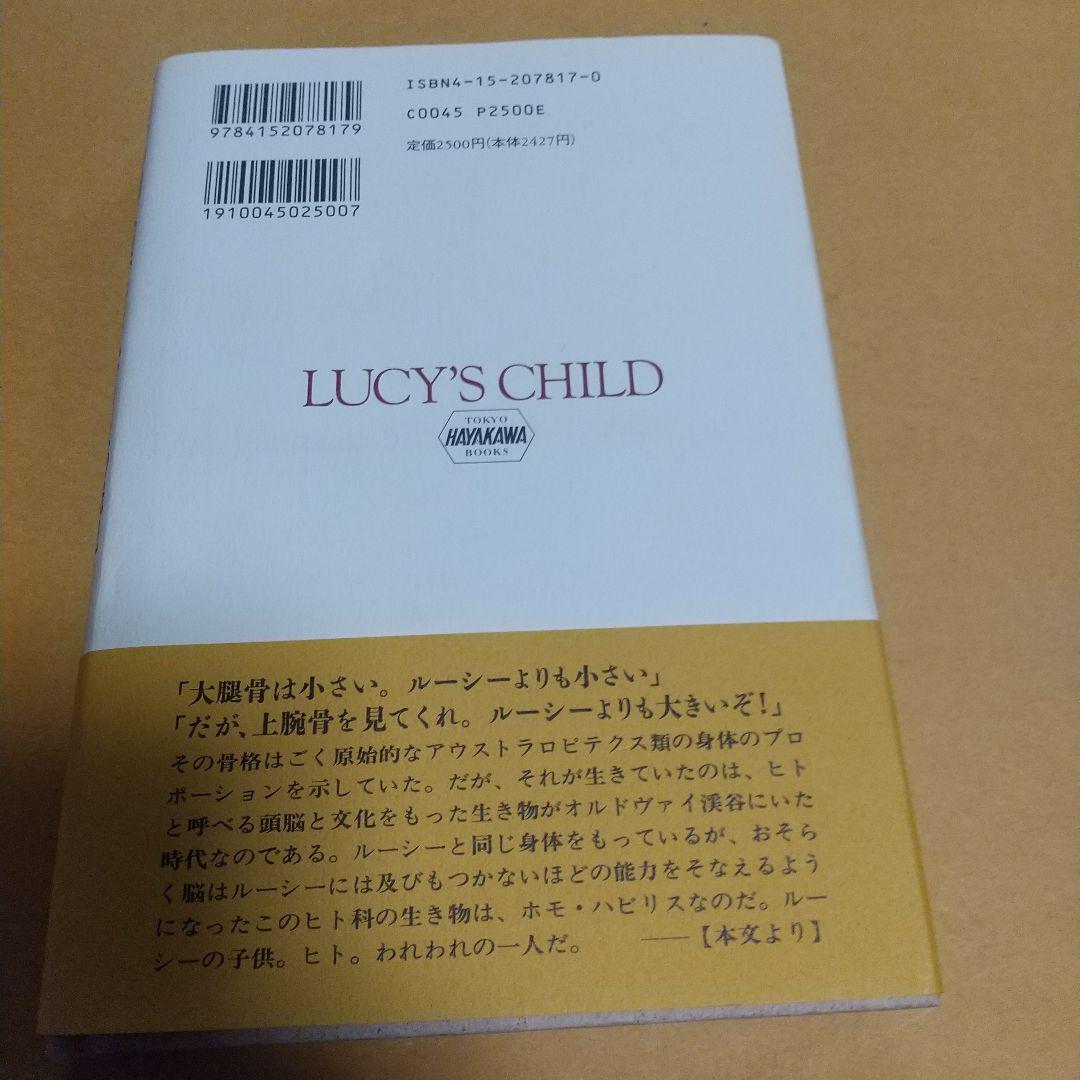 ISBN4-15-207817-0
9784152078179
C0045 P2500E
定価2500円(本体2427円)
1910045025007
LUCY'S CHILD
TOKYO
HAYAKAWA
BOOKS
「大腿骨は小さい。ルーシーよりも小さい」
「だが、上腕骨を見てくれ。ルーシーよりも大きいぞ!」
その骨格はごく原始的なアウストラロピテクス類の身体のプロ
ポーションを示していた。だが、それが生きていたのは、ヒト
と呼べる頭脳と文化をもった生き物がオルドヴァイ渓谷にいた
時代なのである。ルーシーと同じ身体をもっているが、おそら
く脳はルーシーには及びもつかないほどの能力をそなえるよう
になったこのヒト科の生き物は、ホモ・ハビリスなのだ。ルー
シーの子供。ヒト。われわれの一人だ。 ——【本文より】